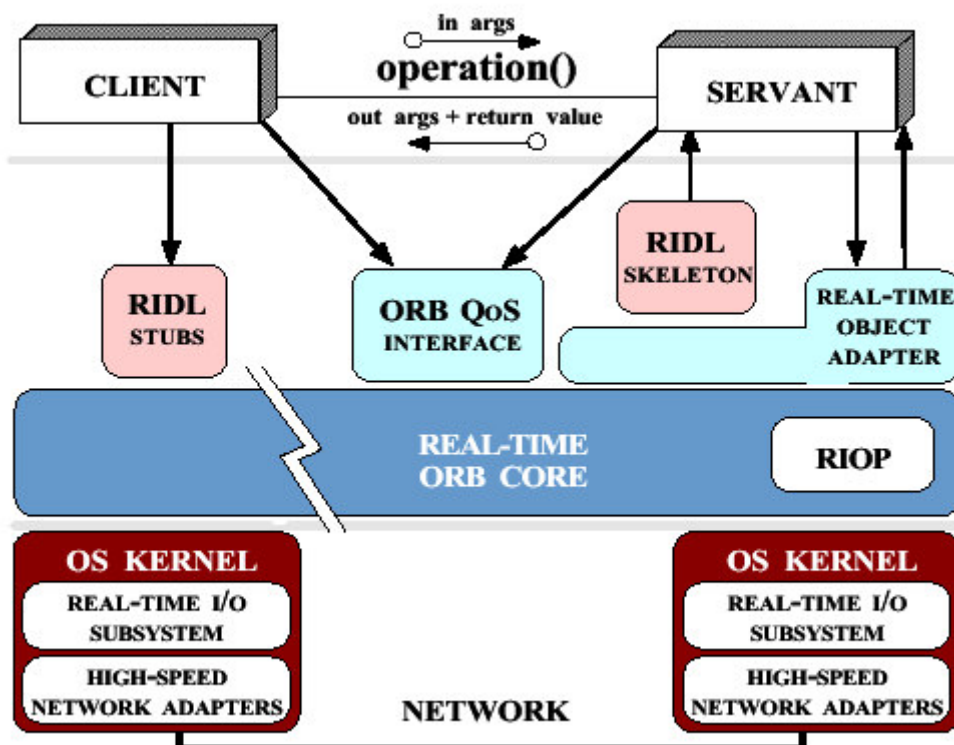 in args
operation()
out args + return value
CLIENT
SERVANT
RIDL
STUBS
ORB QOS
INTERFACE
RIDL
SKELETON
REAL-TIME
OBJECT
ADAPTER
REAL-TIME
ORB CORE
RIOP
OS KERNEL
REAL-TIME I/O
SUBSYSTEM
HIGH-SPEED
NETWORK ADAPTERS
NETWORK
OS KERNEL
REAL-TIME I/O
SUBSYSTEM
HIGH-SPEED
NETWORK ADAPTERS